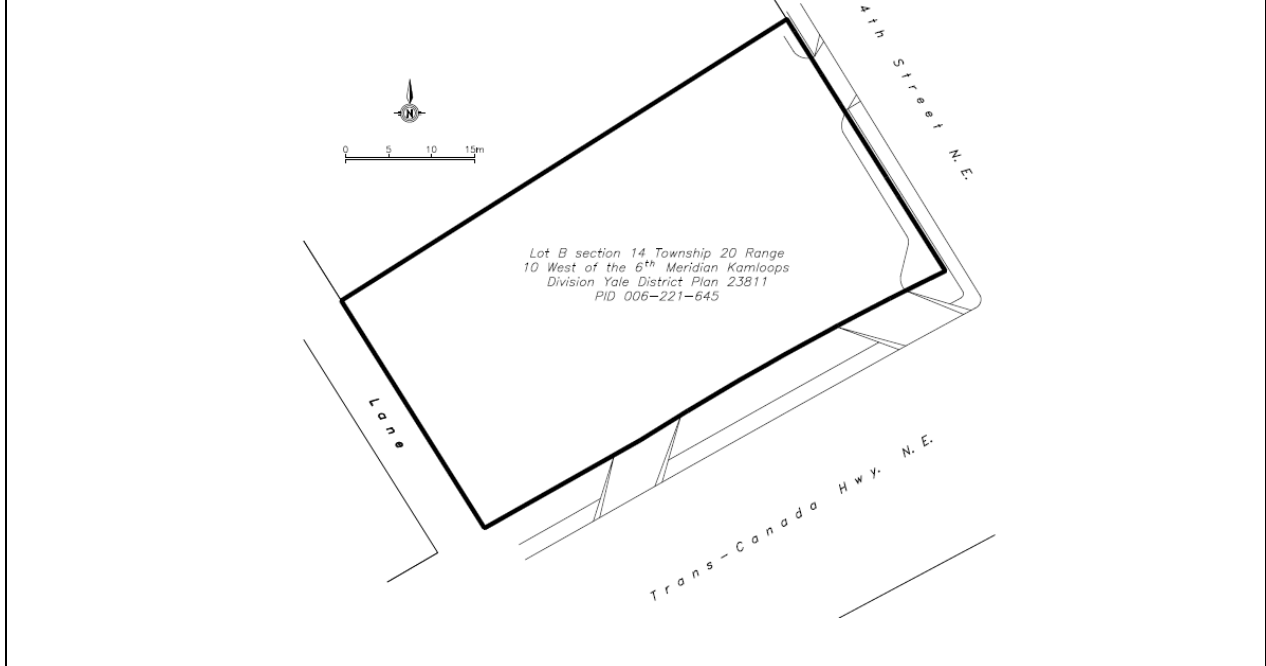 4th Street N.E.
N
0 5 10 15m
Lot B section 14 Township 20 Range
10 West of the 6th Meridian Kamloops
Division Yale District Plan 23811
PID 006-221-645
Lane
Trans-Canada Hwy. N.E.